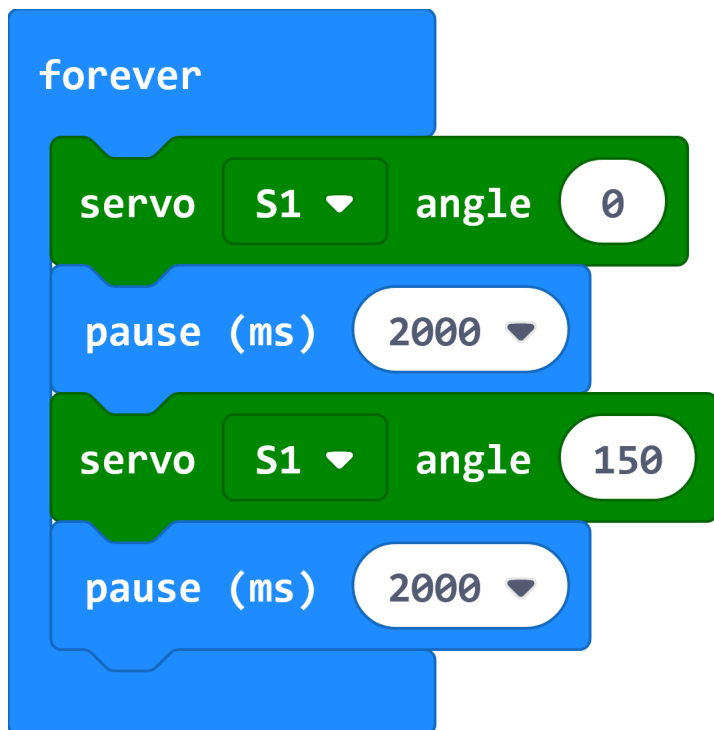 forever
servo S1 angle 0
pause (ms) 2000
servo S1 angle 150
pause (ms) 2000